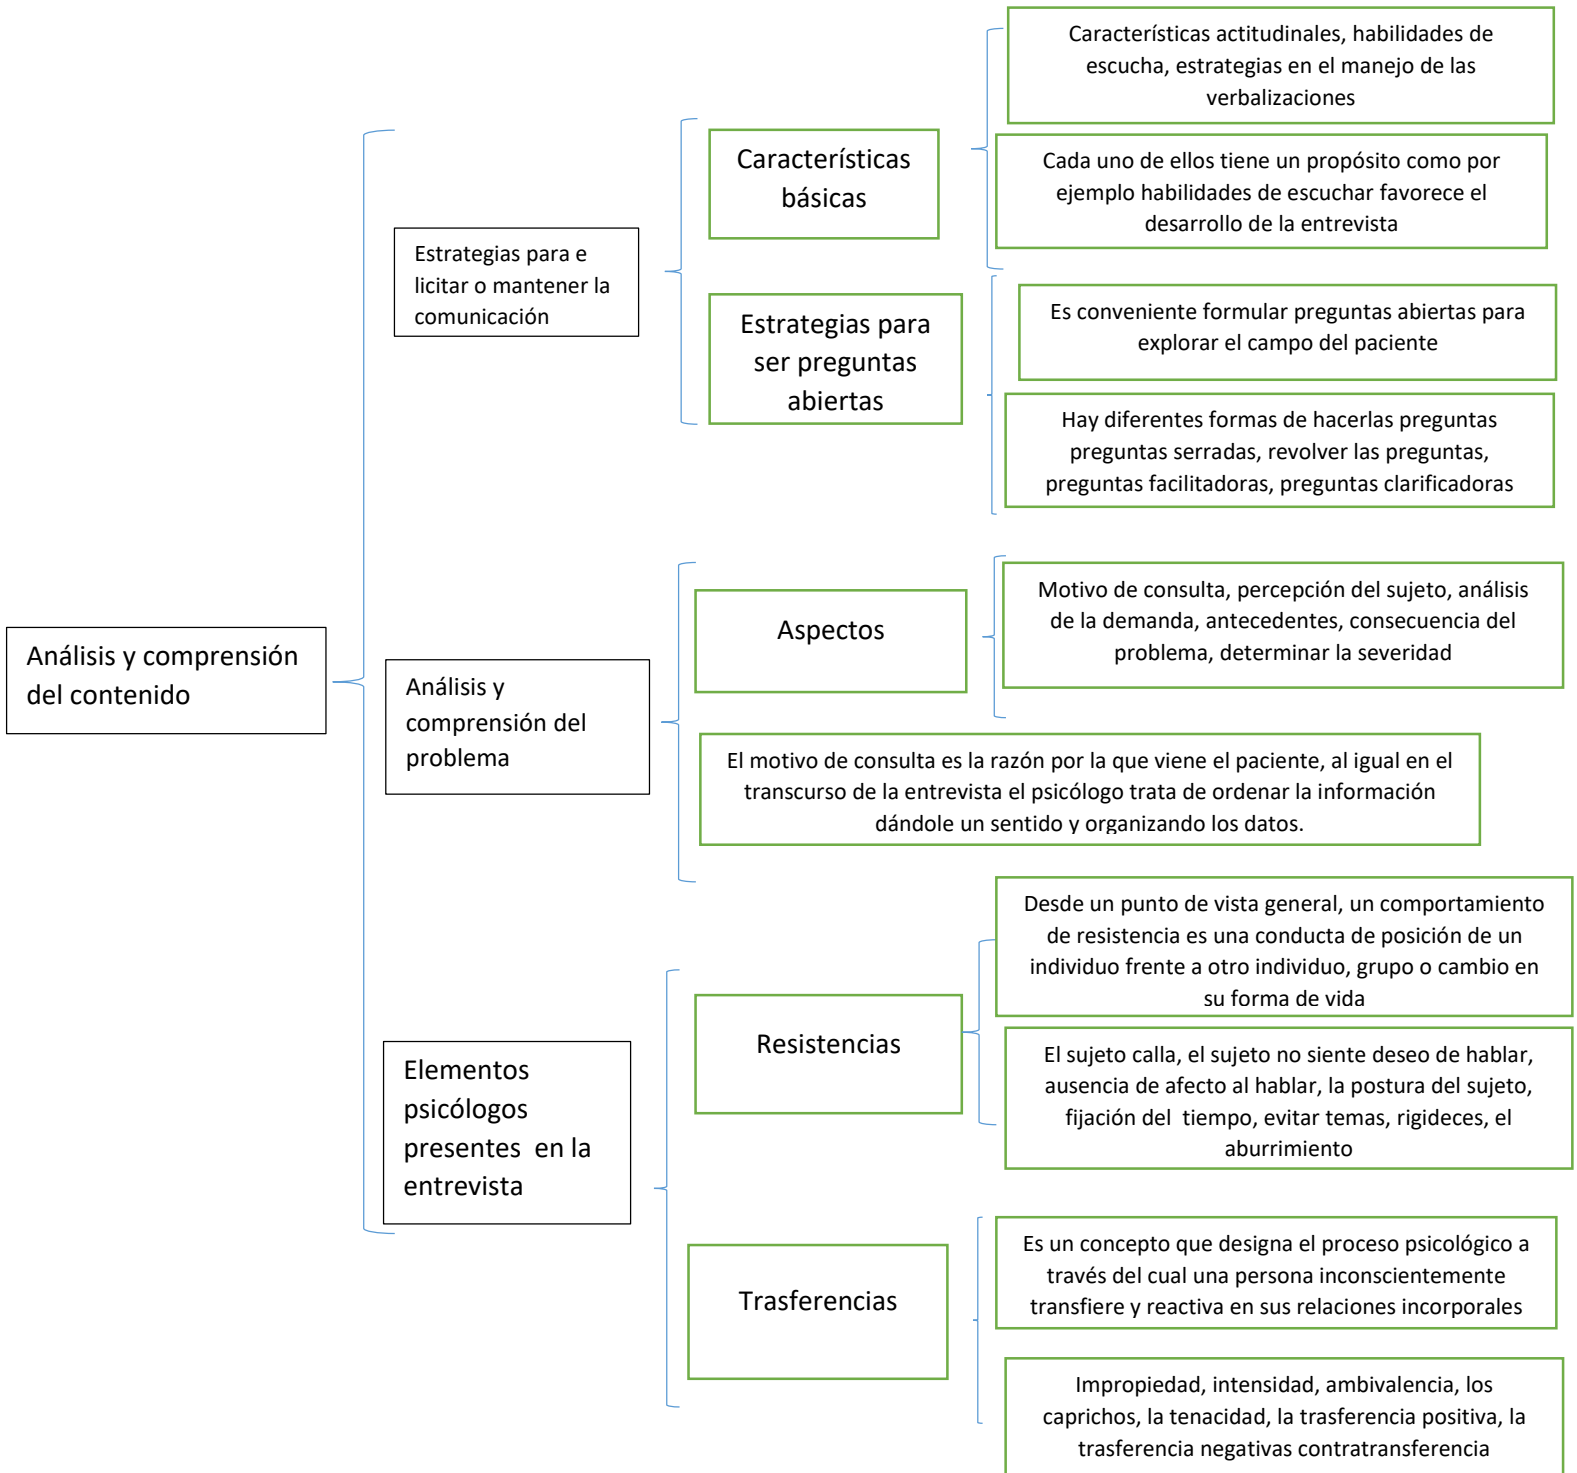 Análisis y comprensión
del contenido
Estrategias para e
licitar o mantener la
comunicación
Características
básicas
Características actitudinales, habilidades de
escucha, estrategias en el manejo de las
verbalizaciones
Cada uno de ellos tiene un propósito como por
ejemplo habilidades de escuchar favorece el
desarrollo de la entrevista
Estrategias para
ser preguntas
abiertas
Es conveniente formular preguntas abiertas para
explorar el campo del paciente
Hay diferentes formas de hacerlas preguntas
preguntas serradas, revolver las preguntas,
preguntas facilitadoras, preguntas clarificadoras
Análisis y
comprensión del
problema
Aspectos
Motivo de consulta, percepción del sujeto, análisis
de la demanda, antecedentes, consecuencia del
problema, determinar la severidad
El motivo de consulta es la razón por la que viene el paciente, al igual en el
transcurso de la entrevista el psicólogo trata de ordenar la información
dándole un sentido y organizando los datos.
Elementos
psicólogos
presentes  en la
entrevista
Resistencias
Desde un punto de vista general, un comportamiento
de resistencia es una conducta de posición de un
individuo frente a otro individuo, grupo o cambio en
su forma de vida
El sujeto calla, el sujeto no siente deseo de hablar,
ausencia de afecto al hablar, la postura del sujeto,
fijación del  tiempo, evitar temas, rigideces, el
aburrimiento
Trasferencias
Es un concepto que designa el proceso psicológico a
través del cual una persona inconscientemente
transfiere y reactiva en sus relaciones incorporales
Impropiedad, intensidad, ambivalencia, los
caprichos, la tenacidad, la trasferencia positiva, la
trasferencia negativas contratransferencia